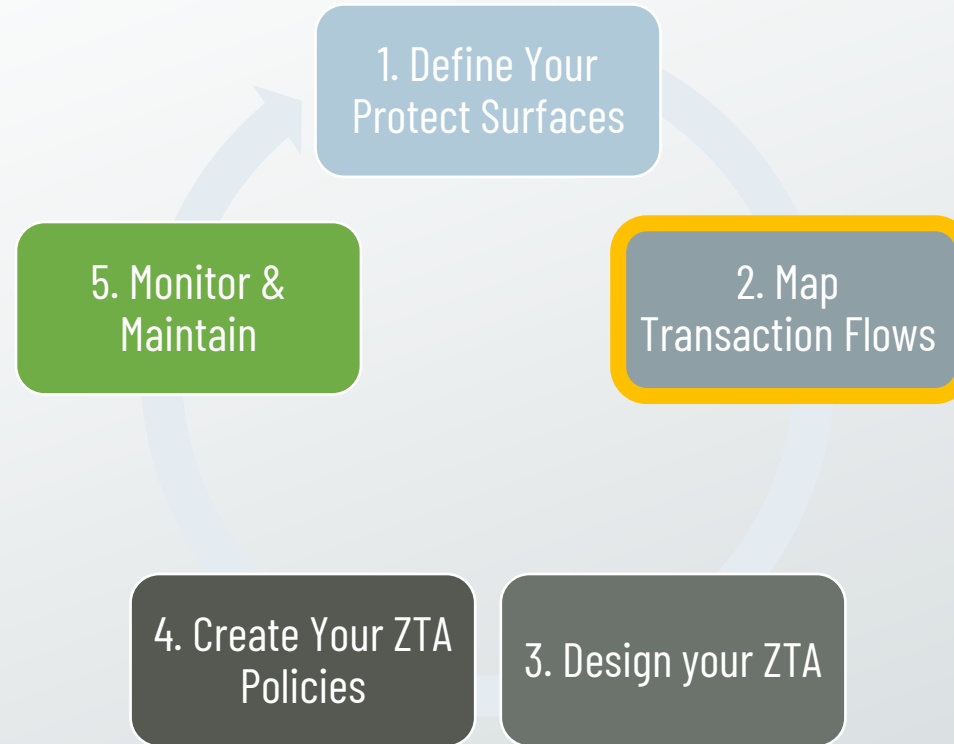 1. Define Your
Protect Surfaces
2. Map
Transaction Flows
3. Design your ZTA
4. Create Your ZTA
Policies
5. Monitor &
Maintain